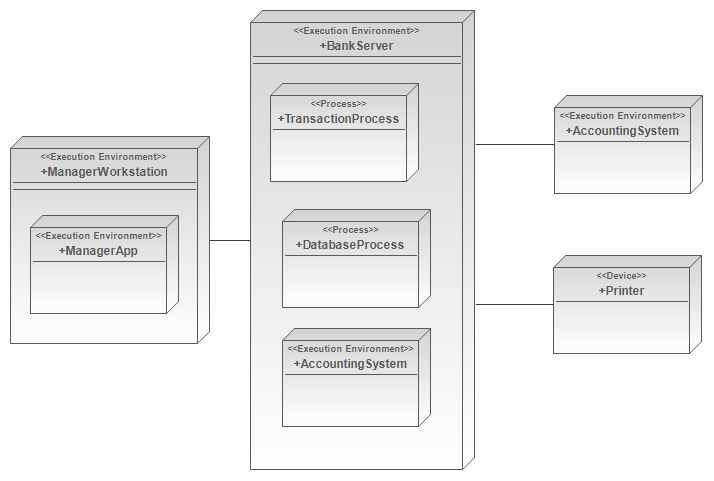 <<Execution Environment>>
+ManagerWorkstation
<<Execution Environment>>
+ManagerApp
<<Execution Environment>>
+BankServer
<<Process>>
+TransactionProcess
<<Process>>
+DatabaseProcess
<<Execution Environment>>
+AccountingSystem
<<Execution Environment>>
+AccountingSystem
<<Device>>
+Printer